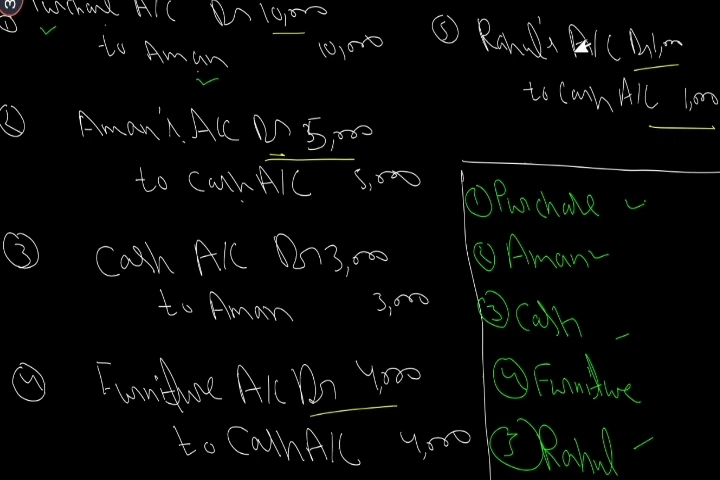 ① Purchase A/C Dr 10,000
to Aman 10,000
② Aman's A/C Dr 5,000
to Cash A/C 5,000
③ Cash A/C Dr 3,000
to Aman 3,000
④ Furniture A/C Dr 4,000
to Cash A/C 4,000
⑤ Rahul's A/C Dr 1,000
to Cash A/C 1,000
① Purchase
② Aman
③ Cash
④ Furniture
⑤ Rahul